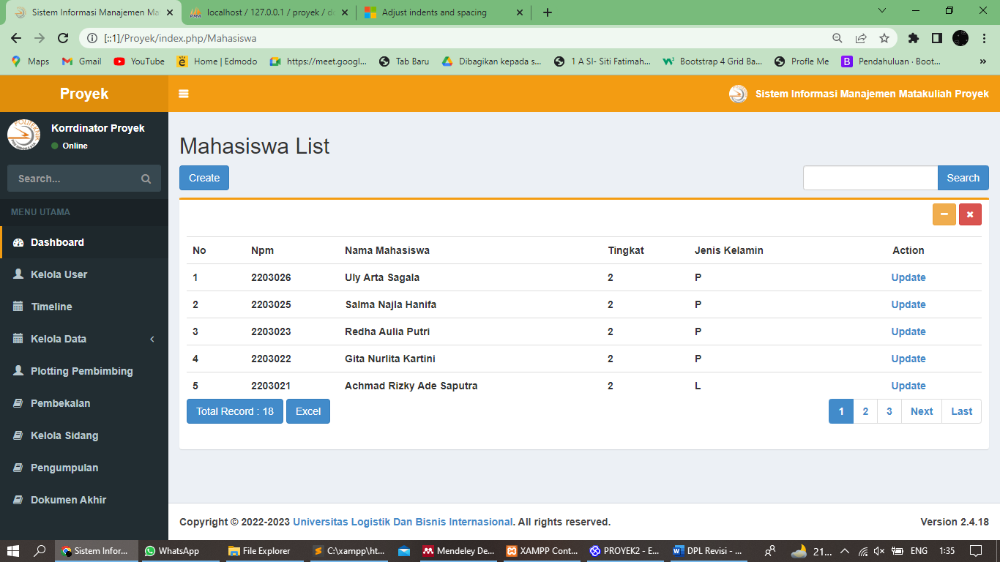 Sistem Informasi Manajemen Ma
localhost / 127.0.0.1 / proyek / d
Adjust indents and spacing
[::1]/Proyek/index.php/Mahasiswa
Maps
Gmail
YouTube
Home | Edmodo
https://meet.googl...
Tab Baru
Dibagikan kepada s...
1 A SI- Siti Fatimah...
Bootstrap 4 Grid Ba...
Profle Me
Pendahuluan · Boot...
»
Proyek
Sistem Informasi Manajemen Matakuliah Proyek
Korrdinator Proyek
Online
Search...
MENU UTAMA
Dashboard
Kelola User
Timeline
Kelola Data
Plotting Pembimbing
Pembekalan
Kelola Sidang
Pengumpulan
Dokumen Akhir
Mahasiswa List
Create
Search
No Npm Nama Mahasiswa Tingkat Jenis Kelamin Action
1 2203026 Uly Arta Sagala 2 P Update
2 2203025 Salma Najla Hanifa 2 P Update
3 2203023 Redha Aulia Putri 2 P Update
4 2203022 Gita Nurlita Kartini 2 P Update
5 2203021 Achmad Rizky Ade Saputra 2 L Update
Total Record : 18 Excel
1 2 3 Next Last
Copyright © 2022-2023 Universitas Logistik Dan Bisnis Internasional. All rights reserved.
Version 2.4.18
Sistem Infor...
WhatsApp
File Explorer
C:\xampp\ht...
Mendeley De...
XAMPP Cont...
PROYEK2 - E...
DPL Revisi - ...
21...
ENG
1:35